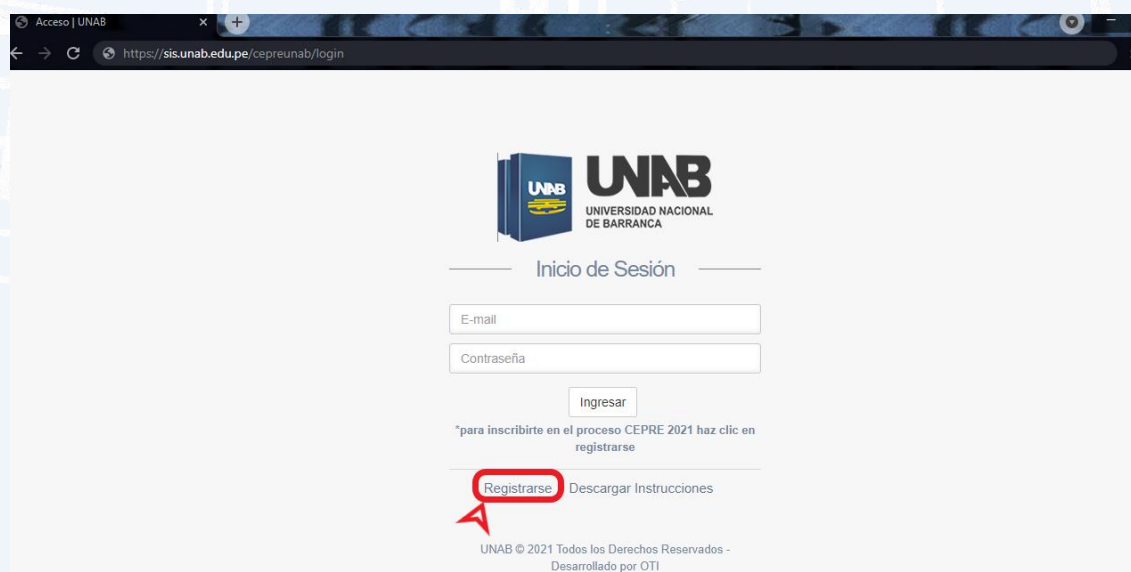 Acceso | UNAB
https://sis.unab.edu.pe/cepreunab/login
UNAB
UNAB
UNIVERSIDAD NACIONAL
DE BARRANCA
Inicio de Sesión
E-mail
Contraseña
Ingresar
*para inscribirte en el proceso CEPRE 2021 haz clic en
registrarse
Registrarse Descargar Instrucciones
UNAB © 2021 Todos los Derechos Reservados -
Desarrollado por OTI